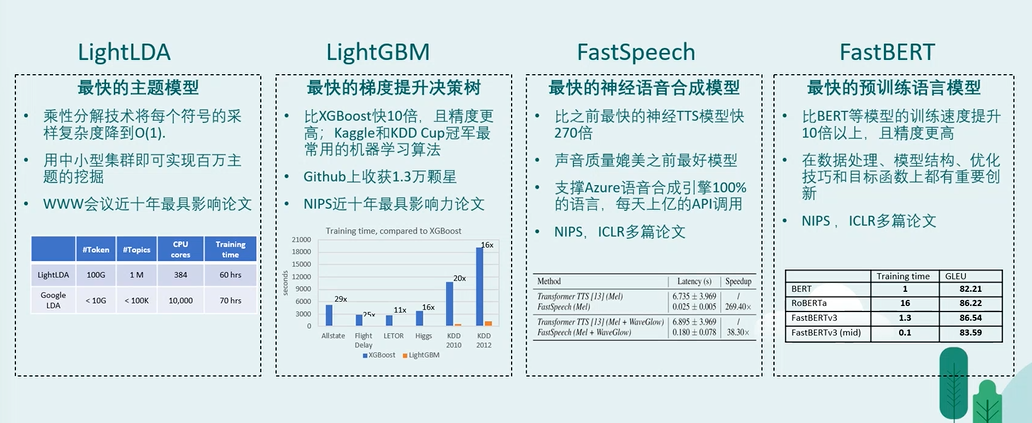 LightLDA
最快的主题模型
• 乘性分解技术将每个符号的采
样复杂度降到O(1).
• 用中小型集群即可实现百万主
题的挖掘
• WWW会议近十年最具影响论文
#Token #Topics CPU cores Training time
LightLDA 100G 1 M 384 60 hrs
Google LDA < 10G < 100K 10,000 70 hrs
LightGBM
最快的梯度提升决策树
• 比XGBoost快10倍，且精度更
高；Kaggle和KDD Cup冠军最
常用的机器学习算法
• Github上收获1.3万颗星
• NIPS近十年最具影响力论文
Training time, compared to XGBoost
seconds
21000
18000
15000
12000
9000
6000
3000
0
29x 25x 11x 16x 20x 16x
Allstate Flight Delay LETOR Higgs KDD 2010 KDD 2012
XGBoost LightGBM
FastSpeech
最快的神经语音合成模型
• 比之前最快的神经TTS模型快
270倍
• 声音质量媲美之前最好模型
• 支撑Azure语音合成引擎100%
的语言，每天上亿的API调用
• NIPS，ICLR多篇论文
Method Latency (s) Speedup
Transformer TTS [13] (Mel) 6.735 ± 3.969 /
FastSpeech (Mel) 0.025 ± 0.005 269.40×
Transformer TTS [13] (Mel + WaveGlow) 6.895 ± 3.969 /
FastSpeech (Mel + WaveGlow) 0.180 ± 0.078 38.30×
FastBERT
最快的预训练语言模型
• 比BERT等模型的训练速度提升
10倍以上，且精度更高
• 在数据处理、模型结构、优化
技巧和目标函数上都有重要创
新
• NIPS ，ICLR多篇论文
Training time GLEU
BERT 1 82.21
RoBERTa 16 86.22
FastBERTv3 1.3 86.54
FastBERTv3 (mid) 0.1 83.59